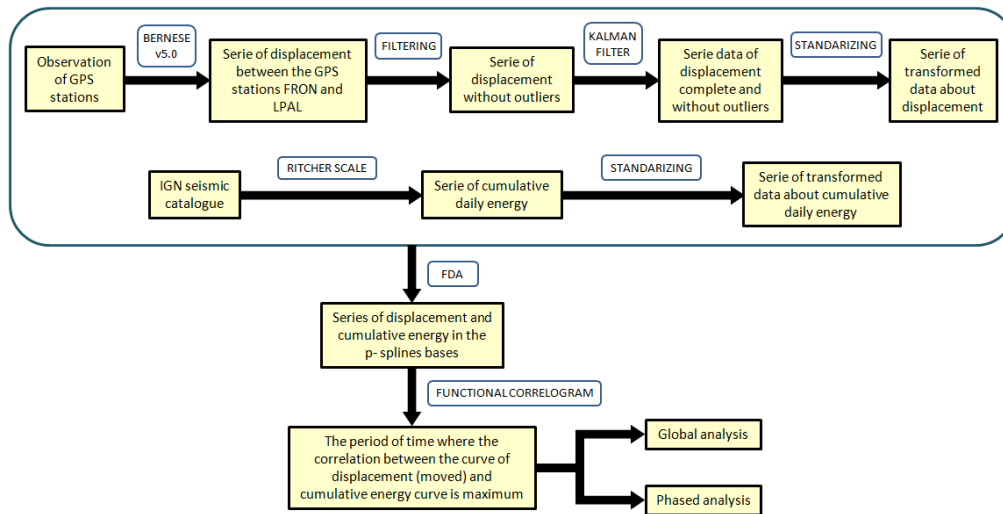 BERNESE
v5.0
FILTERING
KALMAN
FILTER
STANDARIZING
Observation
of GPS
stations
Serie of
displacement
between the GPS
stations FRON and
LPAL
Serie of
displacement
without outliers
Serie data of
displacement
complete and
without outliers
Serie of
transformed
data about
displacement
RITCHER SCALE
STANDARIZING
IGN seismic
catalogue
Serie of cumulative
daily energy
Serie of transformed
data about cumulative
daily energy
FDA
Series of displacement and
cumulative energy in the
p- splines bases
FUNCTIONAL CORRELOGRAM
The period of time where the
correlation between the curve of
displacement (moved) and
cumulative energy curve is maximum
Global analysis
Phased analysis